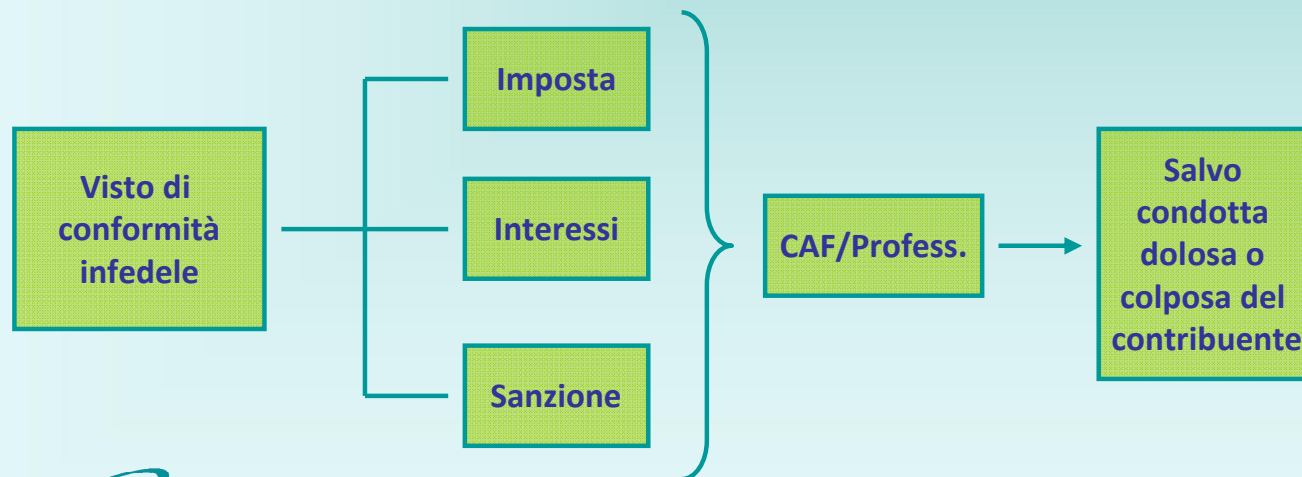 Visto di
conformità
infedele
Imposta
Interessi
Sanzione
CAF/Profess.
Salvo
condotta
dolosa o
colposa del
contribuente